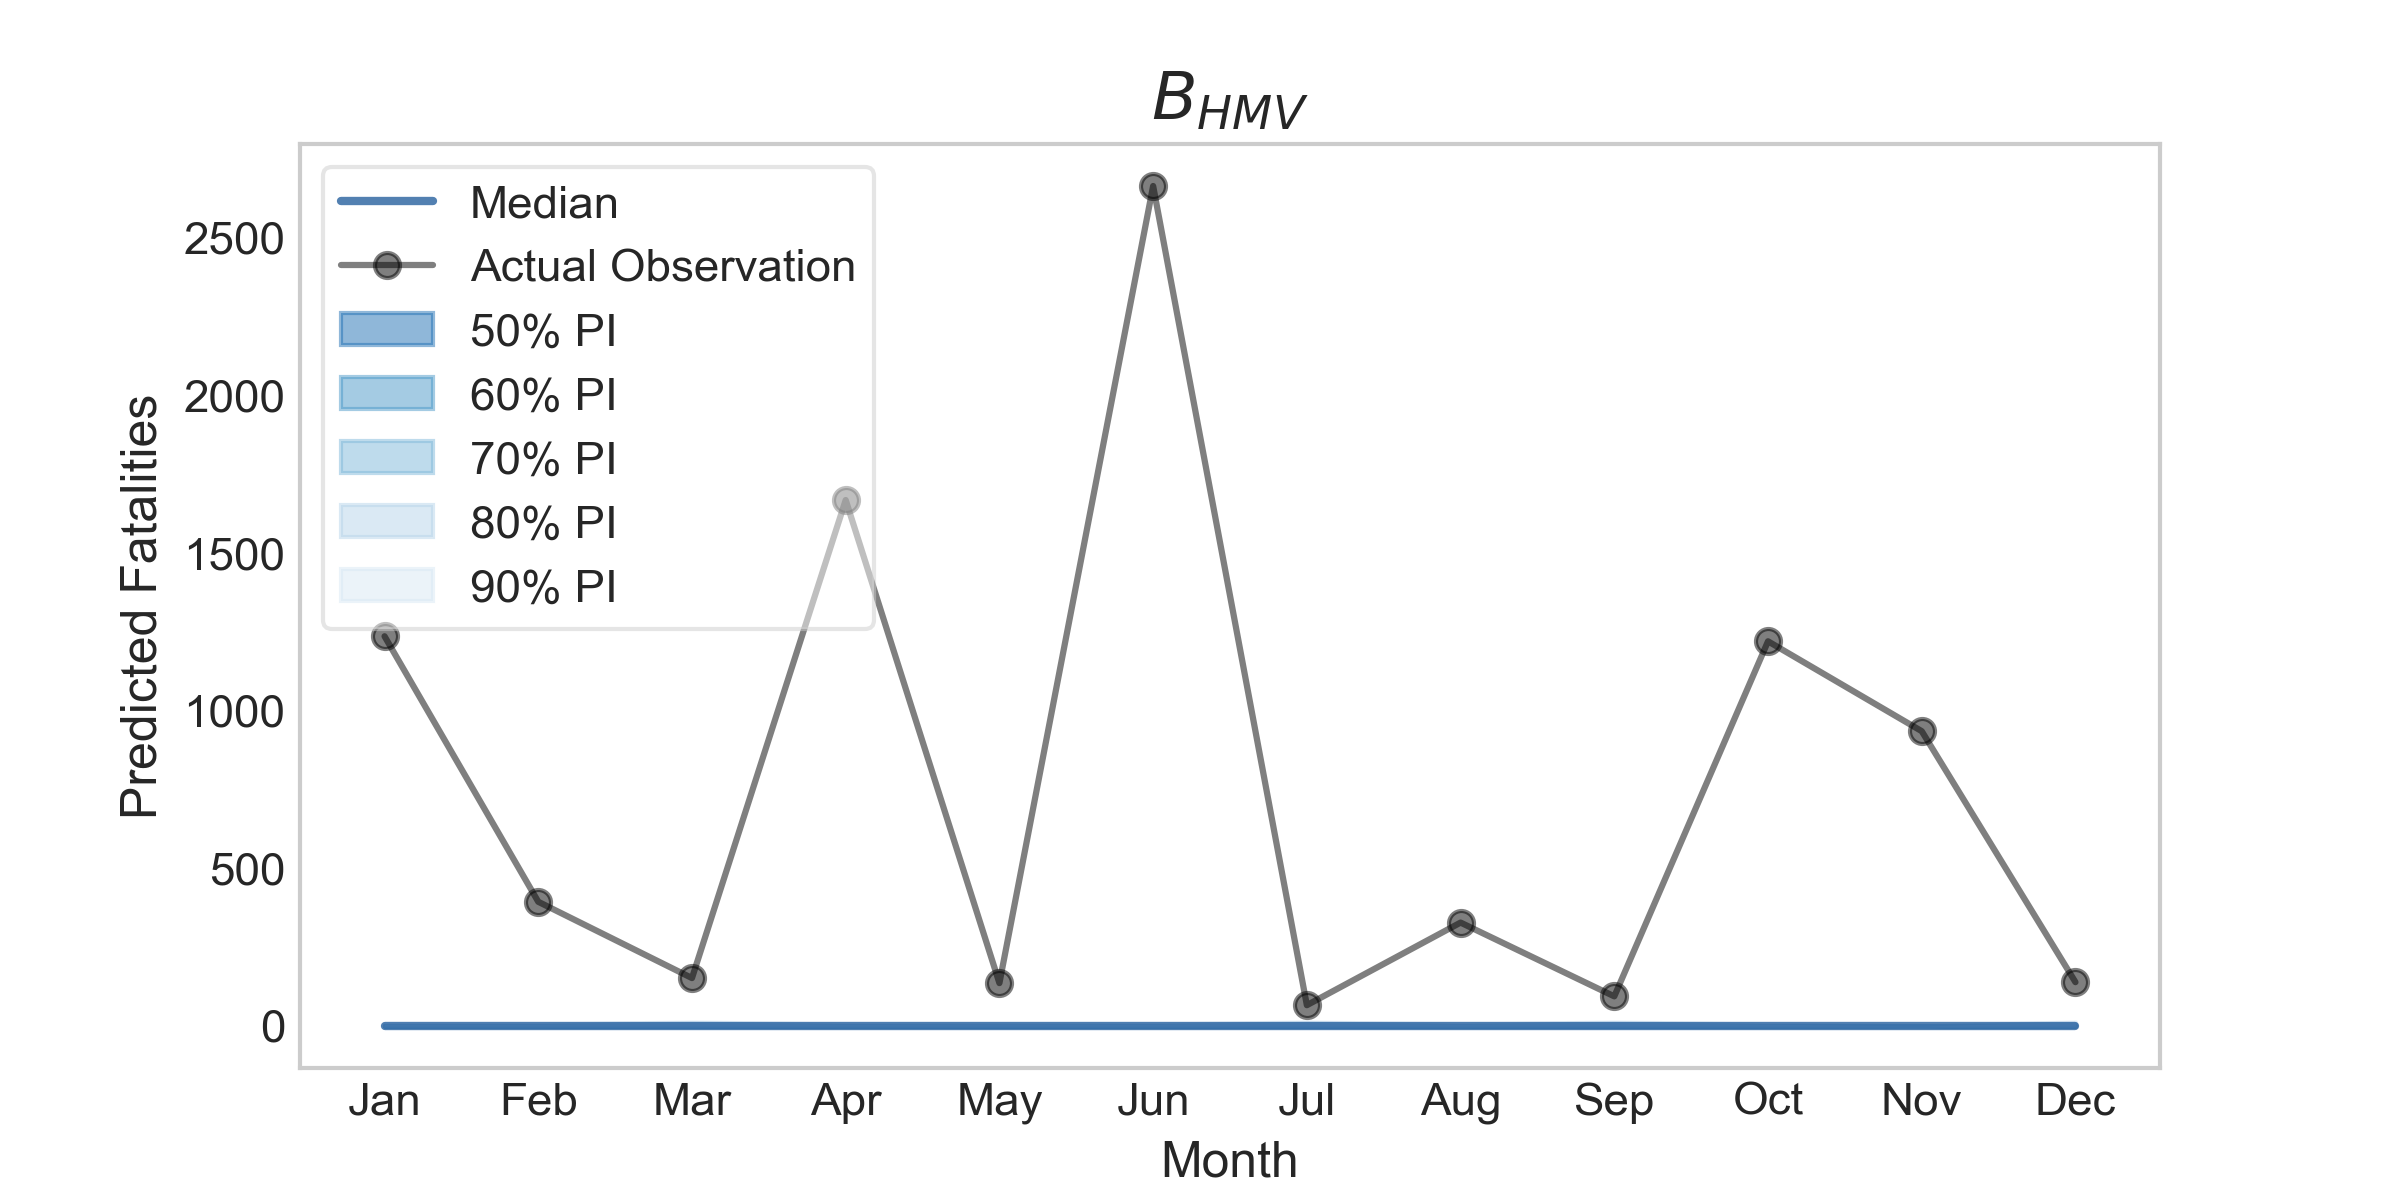 B_HMV
Median
Actual Observation
50% PI
60% PI
70% PI
80% PI
90% PI
Predicted Fatalities
2500
2000
1500
1000
500
0
Jan Feb Mar Apr May Jun Jul Aug Sep Oct Nov Dec
Month